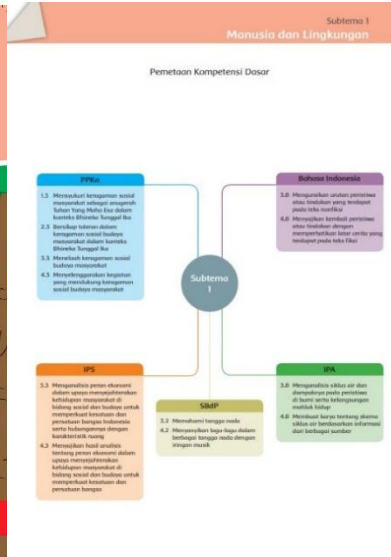 Subtema 1
Manusia dan Lingkungan
Pemetaan Kompetensi Dasar
PPKn
1.3 Mensyukuri keragaman sosial
masyarakat sebagai anugerah
Tuhan Yang Maha Esa dalam
konteks Bhineka Tunggal Ika
2.3 Bersikap toleran dalam
keragaman sosial budaya
masyarakat dalam konteks
Bhineka Tunggal Ika
3.3 Menelaah keragaman sosial
budaya masyarakat
4.3 Menyelenggarakan kegiatan
yang mendukung keragaman
sosial budaya masyarakat
Bahasa Indonesia
3.8 Menguraikan urutan peristiwa
atau tindakan yang terdapat
pada teks nonfiksi
4.8 Menyajikan kembali peristiwa
atau tindakan dengan
memperhatikan latar cerita yang
terdapat pada teks fiksi
Subtema
1
IPS
3.3 Menganalisis peran ekonomi
dalam upaya menyejahterakan
kehidupan masyarakat di
bidang sosial dan budaya untuk
memperkuat kesatuan dan
persatuan bangsa Indonesia
serta hubungannya dengan
karakteristik ruang
4.3 Menyajikan hasil analisis
tentang peran ekonomi dalam
upaya menyejahterakan
kehidupan masyarakat di
bidang sosial dan budaya untuk
memperkuat kesatuan dan
persatuan bangsa
SBdP
3.2 Memahami tangga nada
4.2 Menyanyikan lagu-lagu dalam
berbagai tangga nada dengan
iringan musik
IPA
3.8 Menganalisis siklus air dan
dampaknya pada peristiwa
di bumi serta kelangsungan
makhluk hidup
4.8 Membuat karya tentang skema
siklus air berdasarkan informasi
dari berbagai sumber